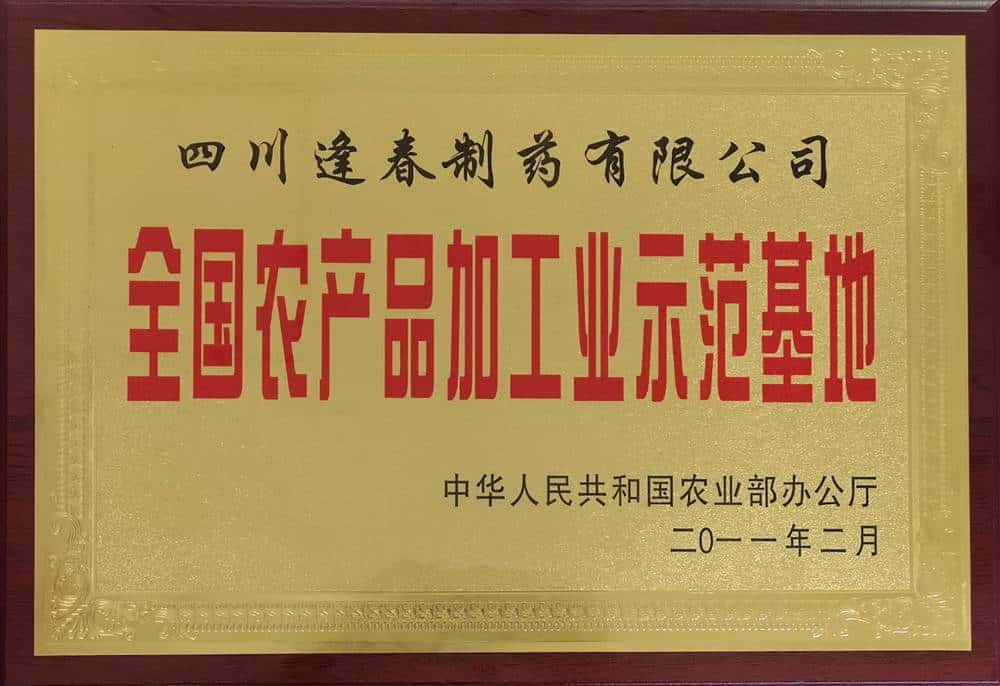 四川逢春制药有限公司
全国农产品加工业示范基地
中华人民共和国农业部办公厅
二〇一一年二月